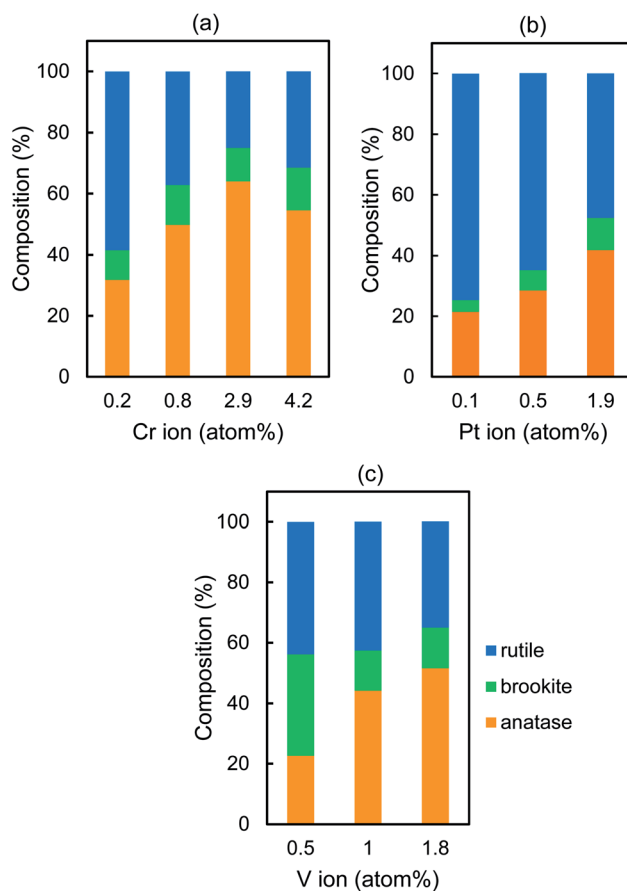 (a)
Composition (%)
100
80
60
40
20
0
0.2 0.8 2.9 4.2
Cr ion (atom%)
(b)
Composition (%)
100
80
60
40
20
0
0.1 0.5 1.9
Pt ion (atom%)
(c)
Composition (%)
100
80
60
40
20
0
0.5 1 1.8
V ion (atom%)
rutile
brookite
anatase